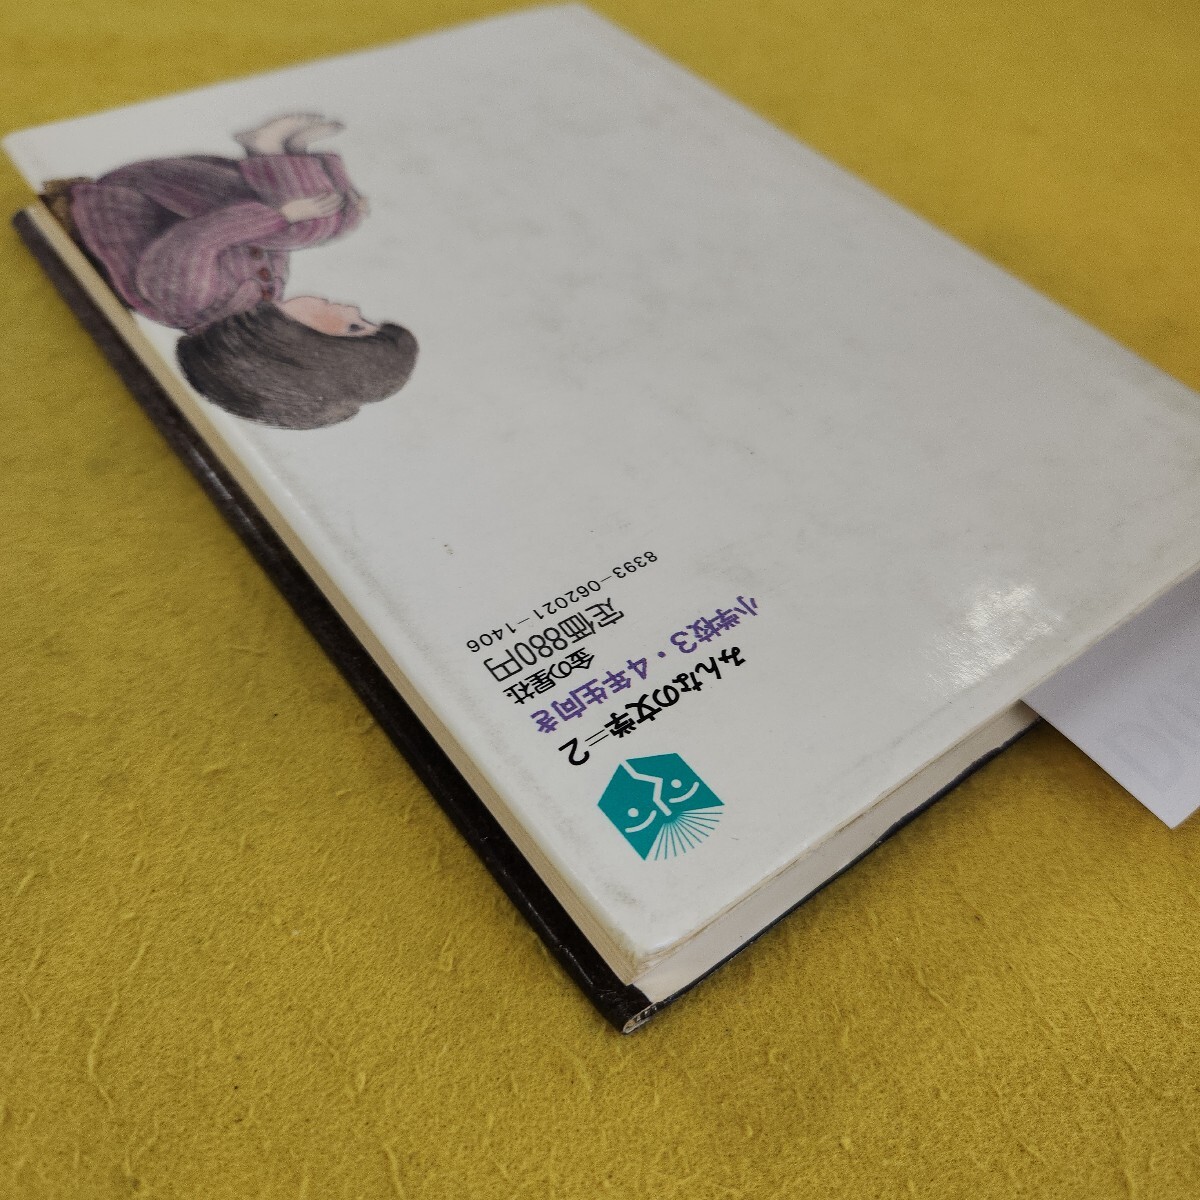 みんなの文学=2
小学校3・4年生向き
金の星社
定価880円
8393-062021-1406